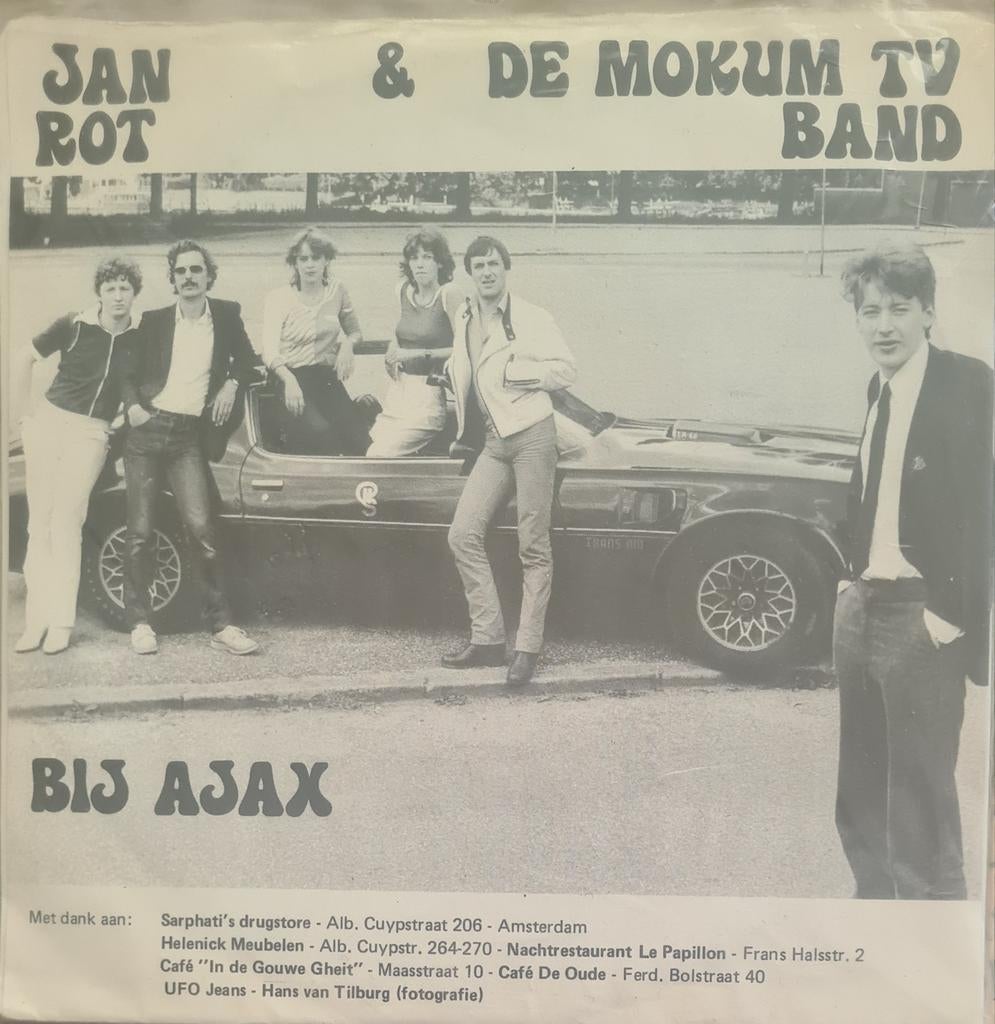 JAN & DE MOKUM TV
ROT BAND
BIJ AJAX
TRANS AM
Met dank aan: Sarphati's drugstore - Alb. Cuypstraat 206 - Amsterdam
Helenick Meubelen - Alb. Cuypstr. 264-270 - Nachtrestaurant Le Papillon - Frans Halsstr. 2
Café "In de Gouwe Gheit" - Maasstraat 10 - Café De Oude - Ferd. Bolstraat 40
UFO Jeans - Hans van Tilburg (fotografie)